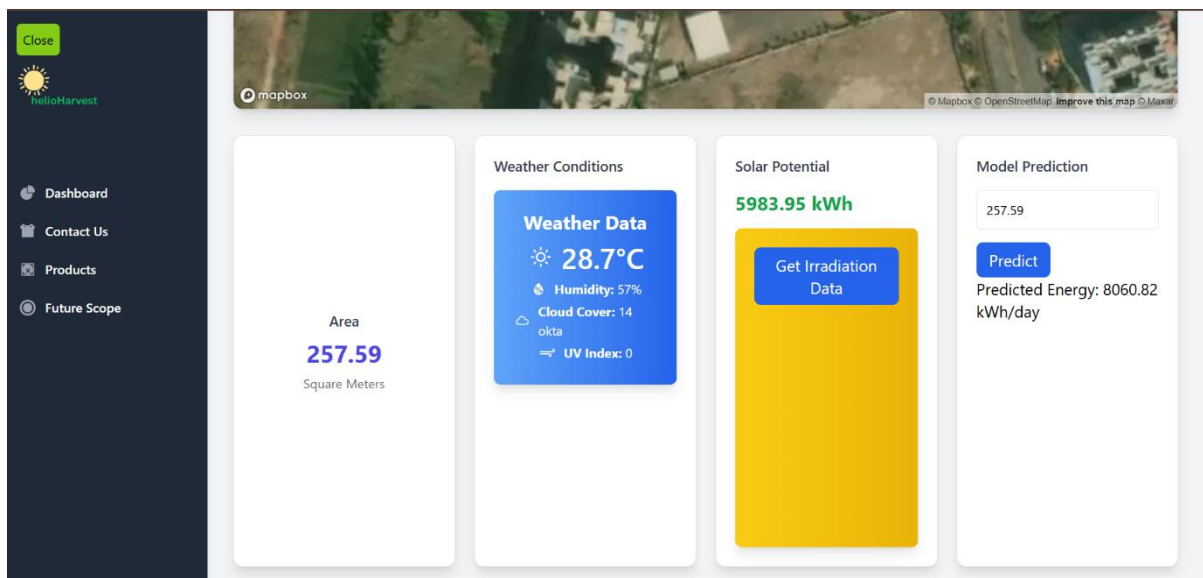 Close
helioHarvest
Dashboard
Contact Us
Products
Future Scope
mapbox
© Mapbox © OpenStreetMap Improve this map © Maxar
Area
257.59
Square Meters
Weather Conditions
Weather Data
28.7°C
Humidity: 57%
Cloud Cover: 14
okta
UV Index: 0
Solar Potential
5983.95 kWh
Get Irradiation
Data
Model Prediction
257.59
Predict
Predicted Energy: 8060.82
kWh/day